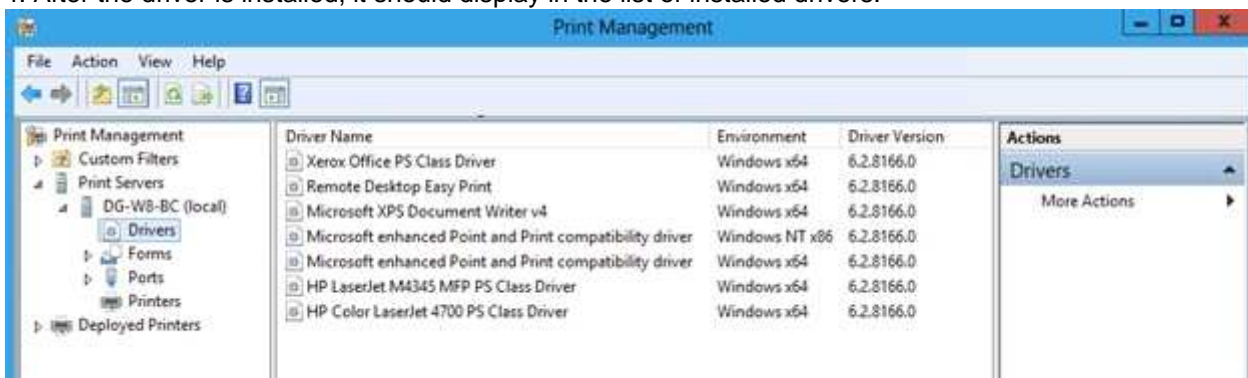 4. After the driver is installed, it should display in the list of installed drivers.
Print Management
File Action View Help
Print Management
Custom Filters
Print Servers
DG-W8-BC (local)
Drivers
Forms
Ports
Printers
Deployed Printers
Driver Name Environment Driver Version
Xerox Office PS Class Driver Windows x64 6.2.8166.0
Remote Desktop Easy Print Windows x64 6.2.8166.0
Microsoft XPS Document Writer v4 Windows x64 6.2.8166.0
Microsoft enhanced Point and Print compatibility driver Windows NT x86 6.2.8166.0
Microsoft enhanced Point and Print compatibility driver Windows x64 6.2.8166.0
HP LaserJet M4345 MFP PS Class Driver Windows x64 6.2.8166.0
HP Color LaserJet 4700 PS Class Driver Windows x64 6.2.8166.0
Actions
Drivers
More Actions